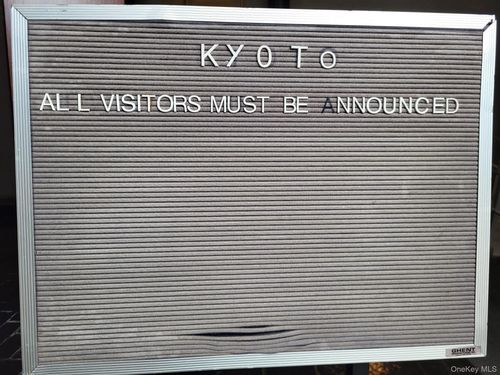 KYOTo
ALL VISITORS MUST BE ANNOUNCED
GHENT
OneKey MLS